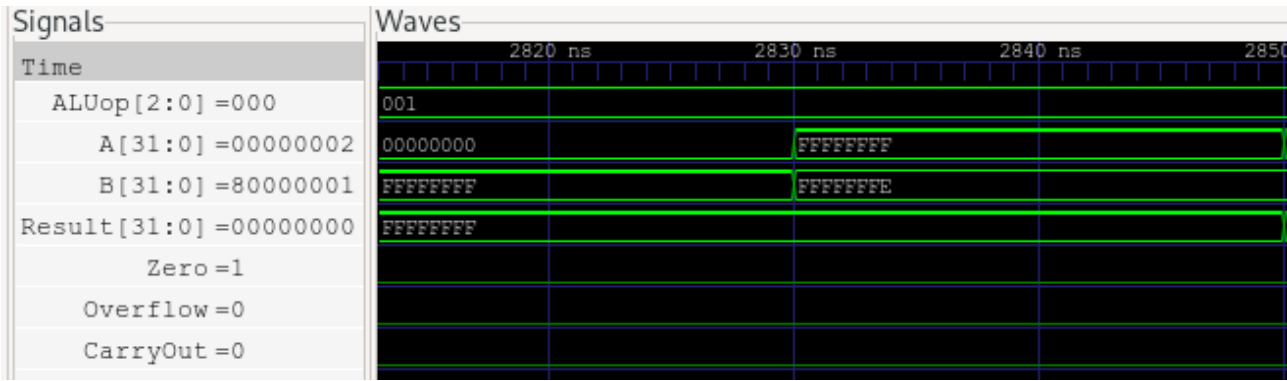 Signals Waves
Time 2820 ns 2830 ns 2840 ns 2850
ALUop[2:0] =000 001
A[31:0] =00000002 00000000 FFFFFFFF
B[31:0] =80000001 FFFFFFFF FFFFFFFE
Result[31:0] =00000000 FFFFFFFF
Zero =1
Overflow =0
CarryOut =0